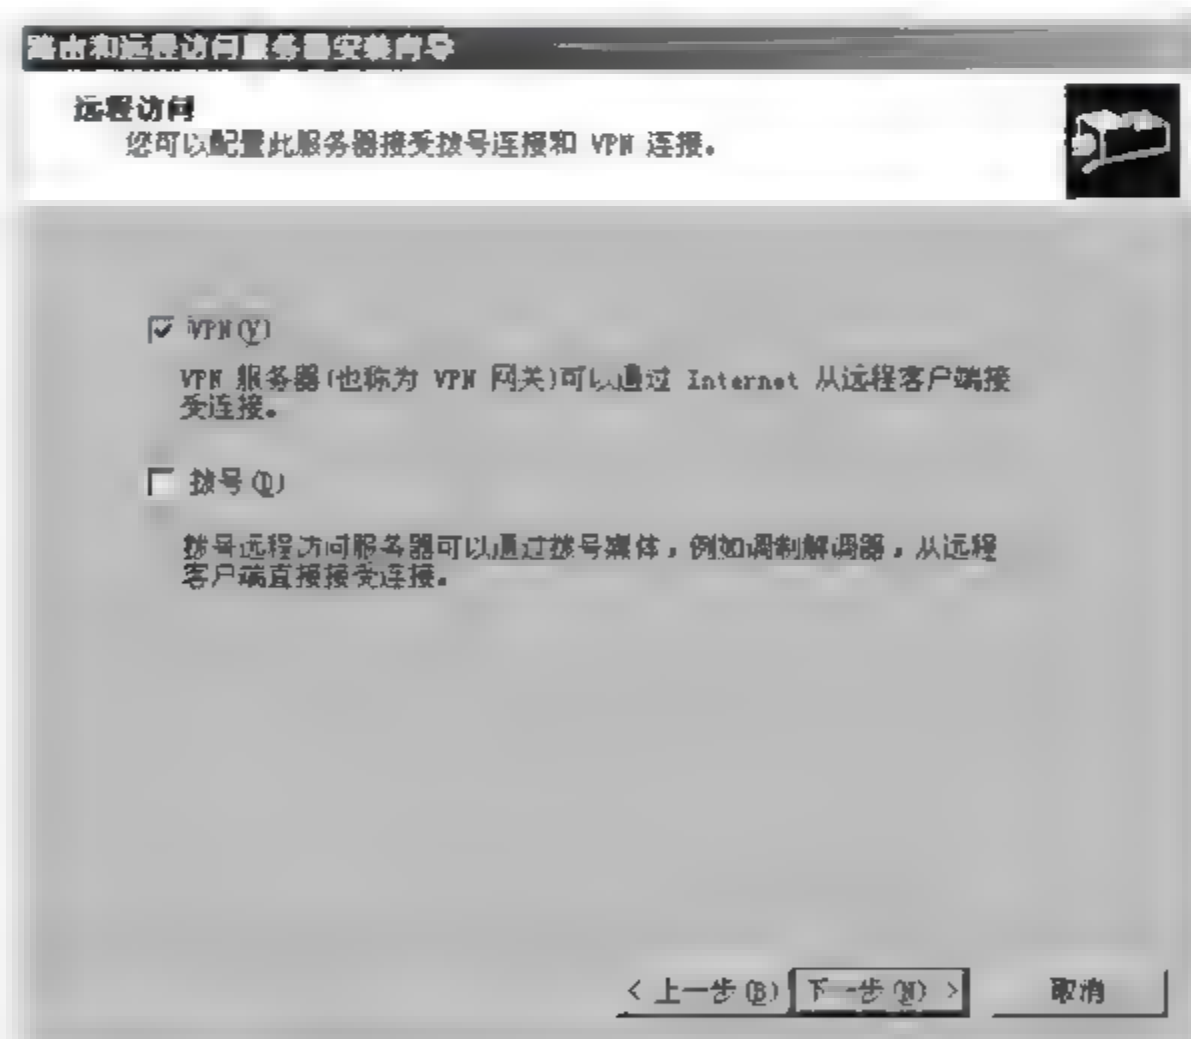 路由和远程访问服务器安装向导
远程访问
您可以配置此服务器接受拨号连接和 VPN 连接。
VPN(V)
VPN 服务器(也称为 VPN 网关)可以通过 Internet 从远程客户端接
受连接。
拨号(D)
拨号远程访问服务器可以通过拨号媒体，例如调制解调器，从远程
客户端直接接受连接。
< 上一步(B) 下一步(N) > 取消